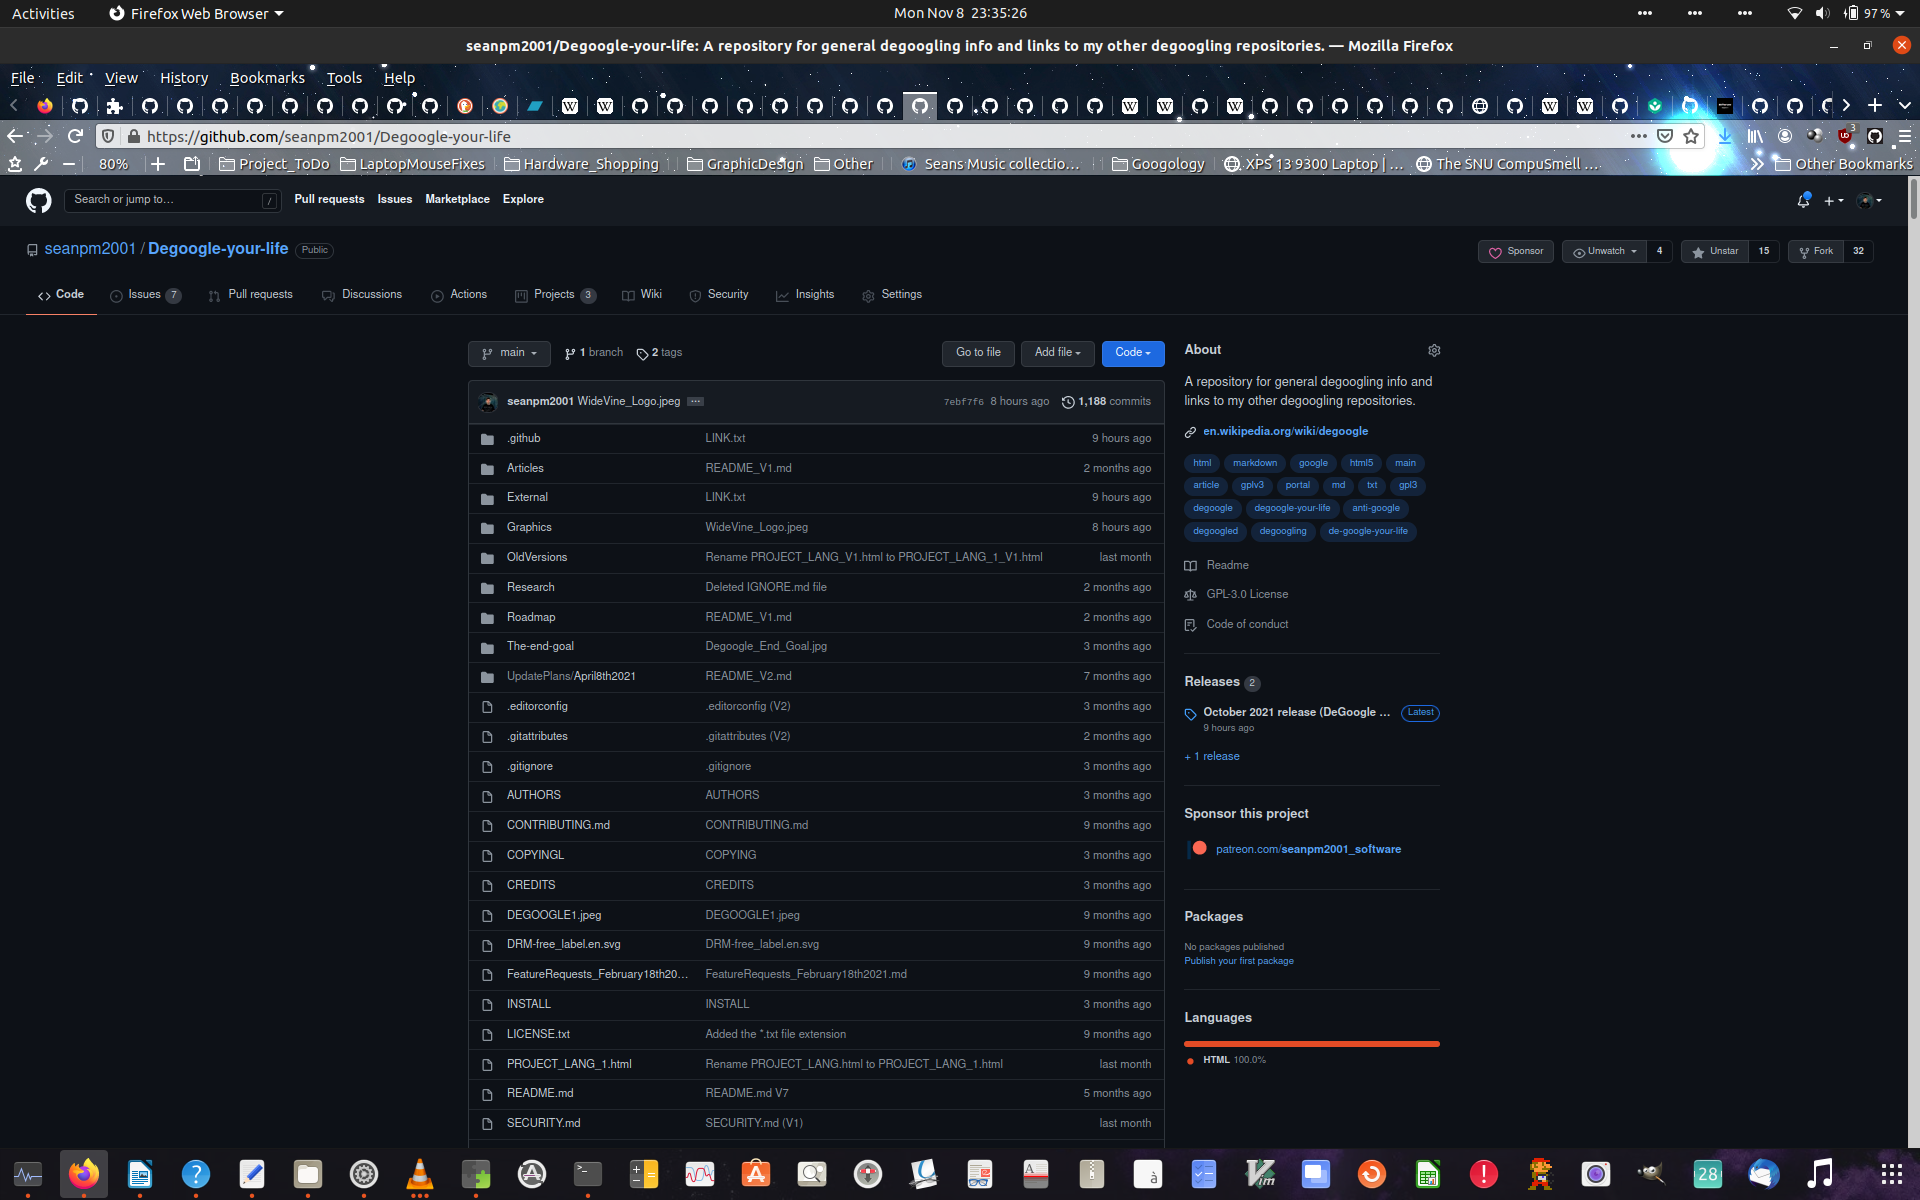 Activities Firefox Web Browser Mon Nov 8 23:35:26 97 %
seanpm2001/Degoogle-your-life: A repository for general degoogling info and links to my other degoogling repositories. — Mozilla Firefox
File Edit View History Bookmarks Tools Help
https://github.com/seanpm2001/Degoogle-your-life 3
80% Project_ToDo LaptopMouseFixes Hardware_Shopping GraphicDesign Other Seans Music collectio... Googology XPS 13 9300 Laptop | ... The SNU CompuSmell ... Other Bookmarks
Search or jump to... / Pull requests Issues Marketplace Explore
seanpm2001 / Degoogle-your-life Public Sponsor Unwatch 4 Unstar 15 Fork 32
Code Issues 7 Pull requests Discussions Actions Projects 3 Wiki Security Insights Settings
main 1 branch 2 tags Go to file Add file Code
seanpm2001 WideVine_Logo.jpeg ... 7ebf7f6 8 hours ago 1,188 commits
.github LINK.txt 9 hours ago
Articles README_V1.md 2 months ago
External LINK.txt 9 hours ago
Graphics WideVine_Logo.jpeg 8 hours ago
OldVersions Rename PROJECT_LANG_V1.html to PROJECT_LANG_1_V1.html last month
Research Deleted IGNORE.md file 2 months ago
Roadmap README_V1.md 2 months ago
The-end-goal Degoogle_End_Goal.jpg 3 months ago
UpdatePlans/April8th2021 README_V2.md 7 months ago
.editorconfig .editorconfig (V2) 3 months ago
.gitattributes .gitattributes (V2) 2 months ago
.gitignore .gitignore 3 months ago
AUTHORS AUTHORS 3 months ago
CONTRIBUTING.md CONTRIBUTING.md 9 months ago
COPYINGL COPYING 3 months ago
CREDITS CREDITS 3 months ago
DEGOOGLE1.jpeg DEGOOGLE1.jpeg 9 months ago
DRM-free_label.en.svg DRM-free_label.en.svg 9 months ago
FeatureRequests_February18th20... FeatureRequests_February18th2021.md 9 months ago
INSTALL INSTALL 3 months ago
LICENSE.txt Added the *.txt file extension 9 months ago
PROJECT_LANG_1.html Rename PROJECT_LANG.html to PROJECT_LANG_1.html last month
README.md README.md V7 5 months ago
SECURITY.md SECURITY.md (V1) last month
About
A repository for general degoogling info and
links to my other degoogling repositories.
en.wikipedia.org/wiki/degoogle
html markdown google html5 main
article gplv3 portal md txt gpl3
degoogle degoogle-your-life anti-google
degoogled degoogling de-google-your-life
Readme
GPL-3.0 License
Code of conduct
Releases 2
October 2021 release (DeGoogle ... Latest
9 hours ago
+ 1 release
Sponsor this project
patreon.com/seanpm2001_software
Packages
No packages published
Publish your first package
Languages
HTML 100.0%
28